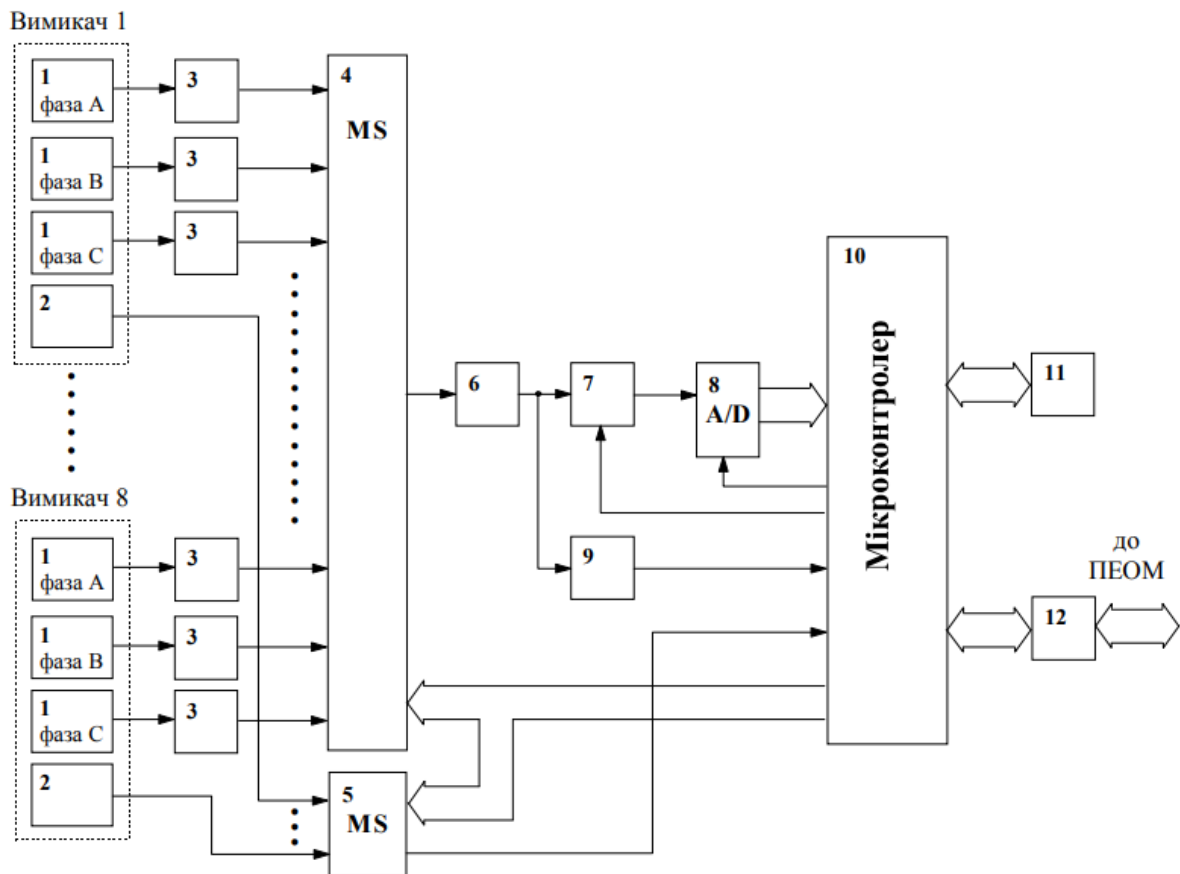 Вимикач 1
1
фаза А
3
1
фаза В
3
1
фаза С
3
2
4
MS
6
7
8
A/D
9
10
Мікроконтролер
11
12
до
ПЕОМ
Вимикач 8
1
фаза А
3
1
фаза В
3
1
фаза С
3
2
5
MS